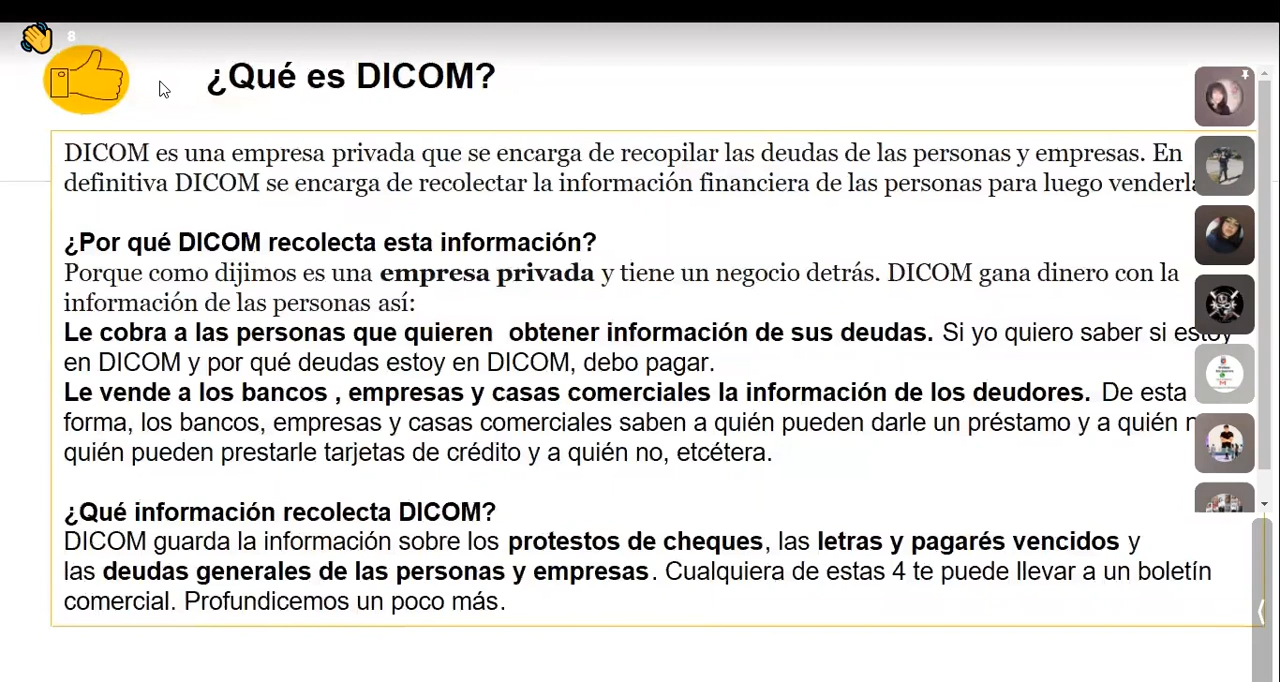 8
¿Qué es DICOM?
DICOM es una empresa privada que se encarga de recopilar las deudas de las personas y empresas. En
definitiva DICOM se encarga de recolectar la información financiera de las personas para luego
¿Por qué DICOM recolecta esta información?
Porque como dijimos es una empresa privada y tiene un negocio detrás. DICOM gana dinero con la
información de las personas así:
Le cobra a las personas que quieren obtener información de sus deudas. Si yo quiero saber si estoy
en DICOM y por qué deudas estoy en DICOM, debo pagar.
Le vende a los bancos , empresas y casas comerciales la información de los deudores. De esta
forma, los bancos, empresas y casas comerciales saben a quién pueden darle un préstamo y a quién
quién pueden prestarle tarjetas de crédito y a quién no, etcétera.
¿Qué información recolecta DICOM?
DICOM guarda la información sobre los protestos de cheques, las letras y pagarés vencidos y
las deudas generales de las personas y empresas. Cualquiera de estas 4 te puede llevar a un boletín
comercial. Profundicemos un poco más.